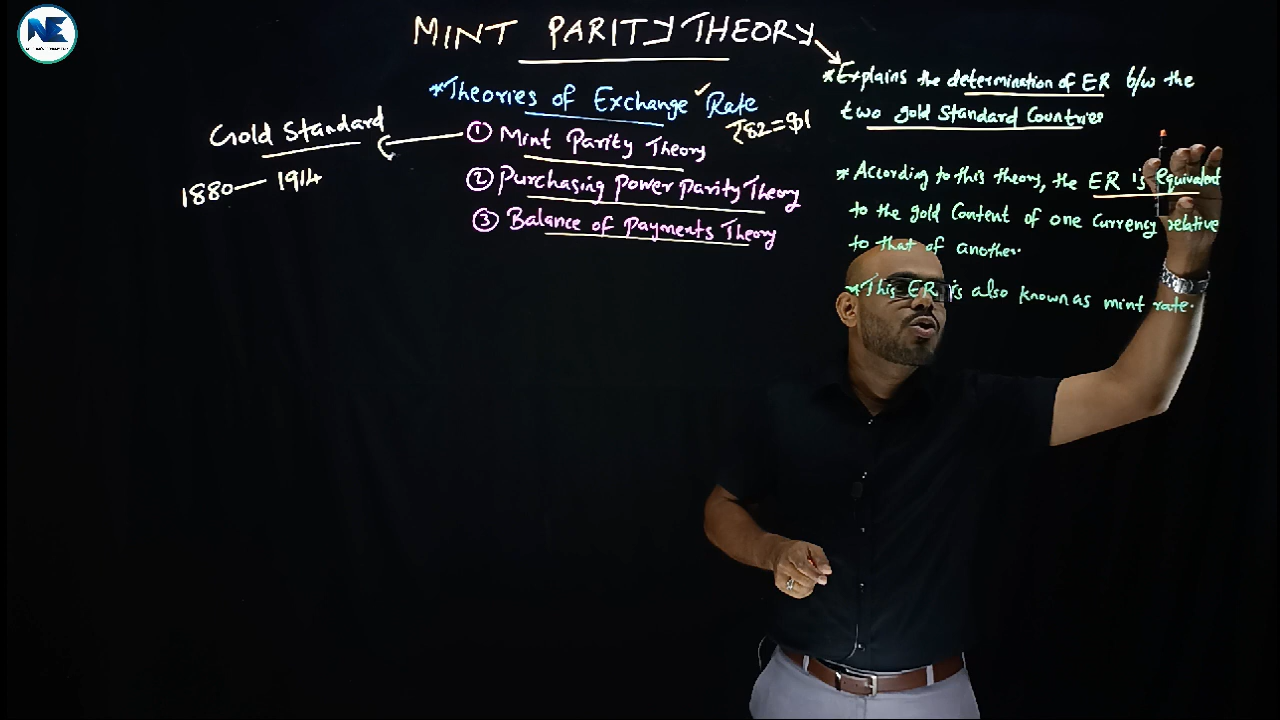 NE
MINT PARITY THEORY
*Theories of Exchange Rate
₹82=$1
① Mint Parity Theory
② Purchasing Power Parity Theory
③ Balance of Payments Theory
Gold Standard
1880 — 1914
*Explains the determination of ER b/w the
two gold Standard Countries
* According to this theory, the ER is equivalent
to the gold Content of one Currency relative
to that of another.
*This ER is also known as mint rate.